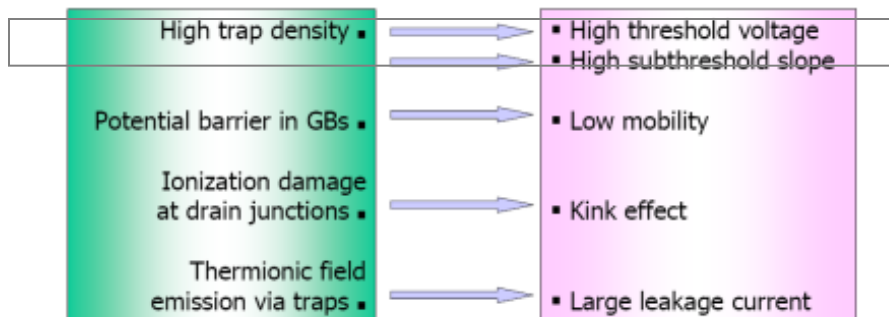 High trap density ▪
▪ High threshold voltage
▪ High subthreshold slope
Potential barrier in GBs ▪
▪ Low mobility
Ionization damage
at drain junctions ▪
▪ Kink effect
Thermionic field
emission via traps ▪
▪ Large leakage current